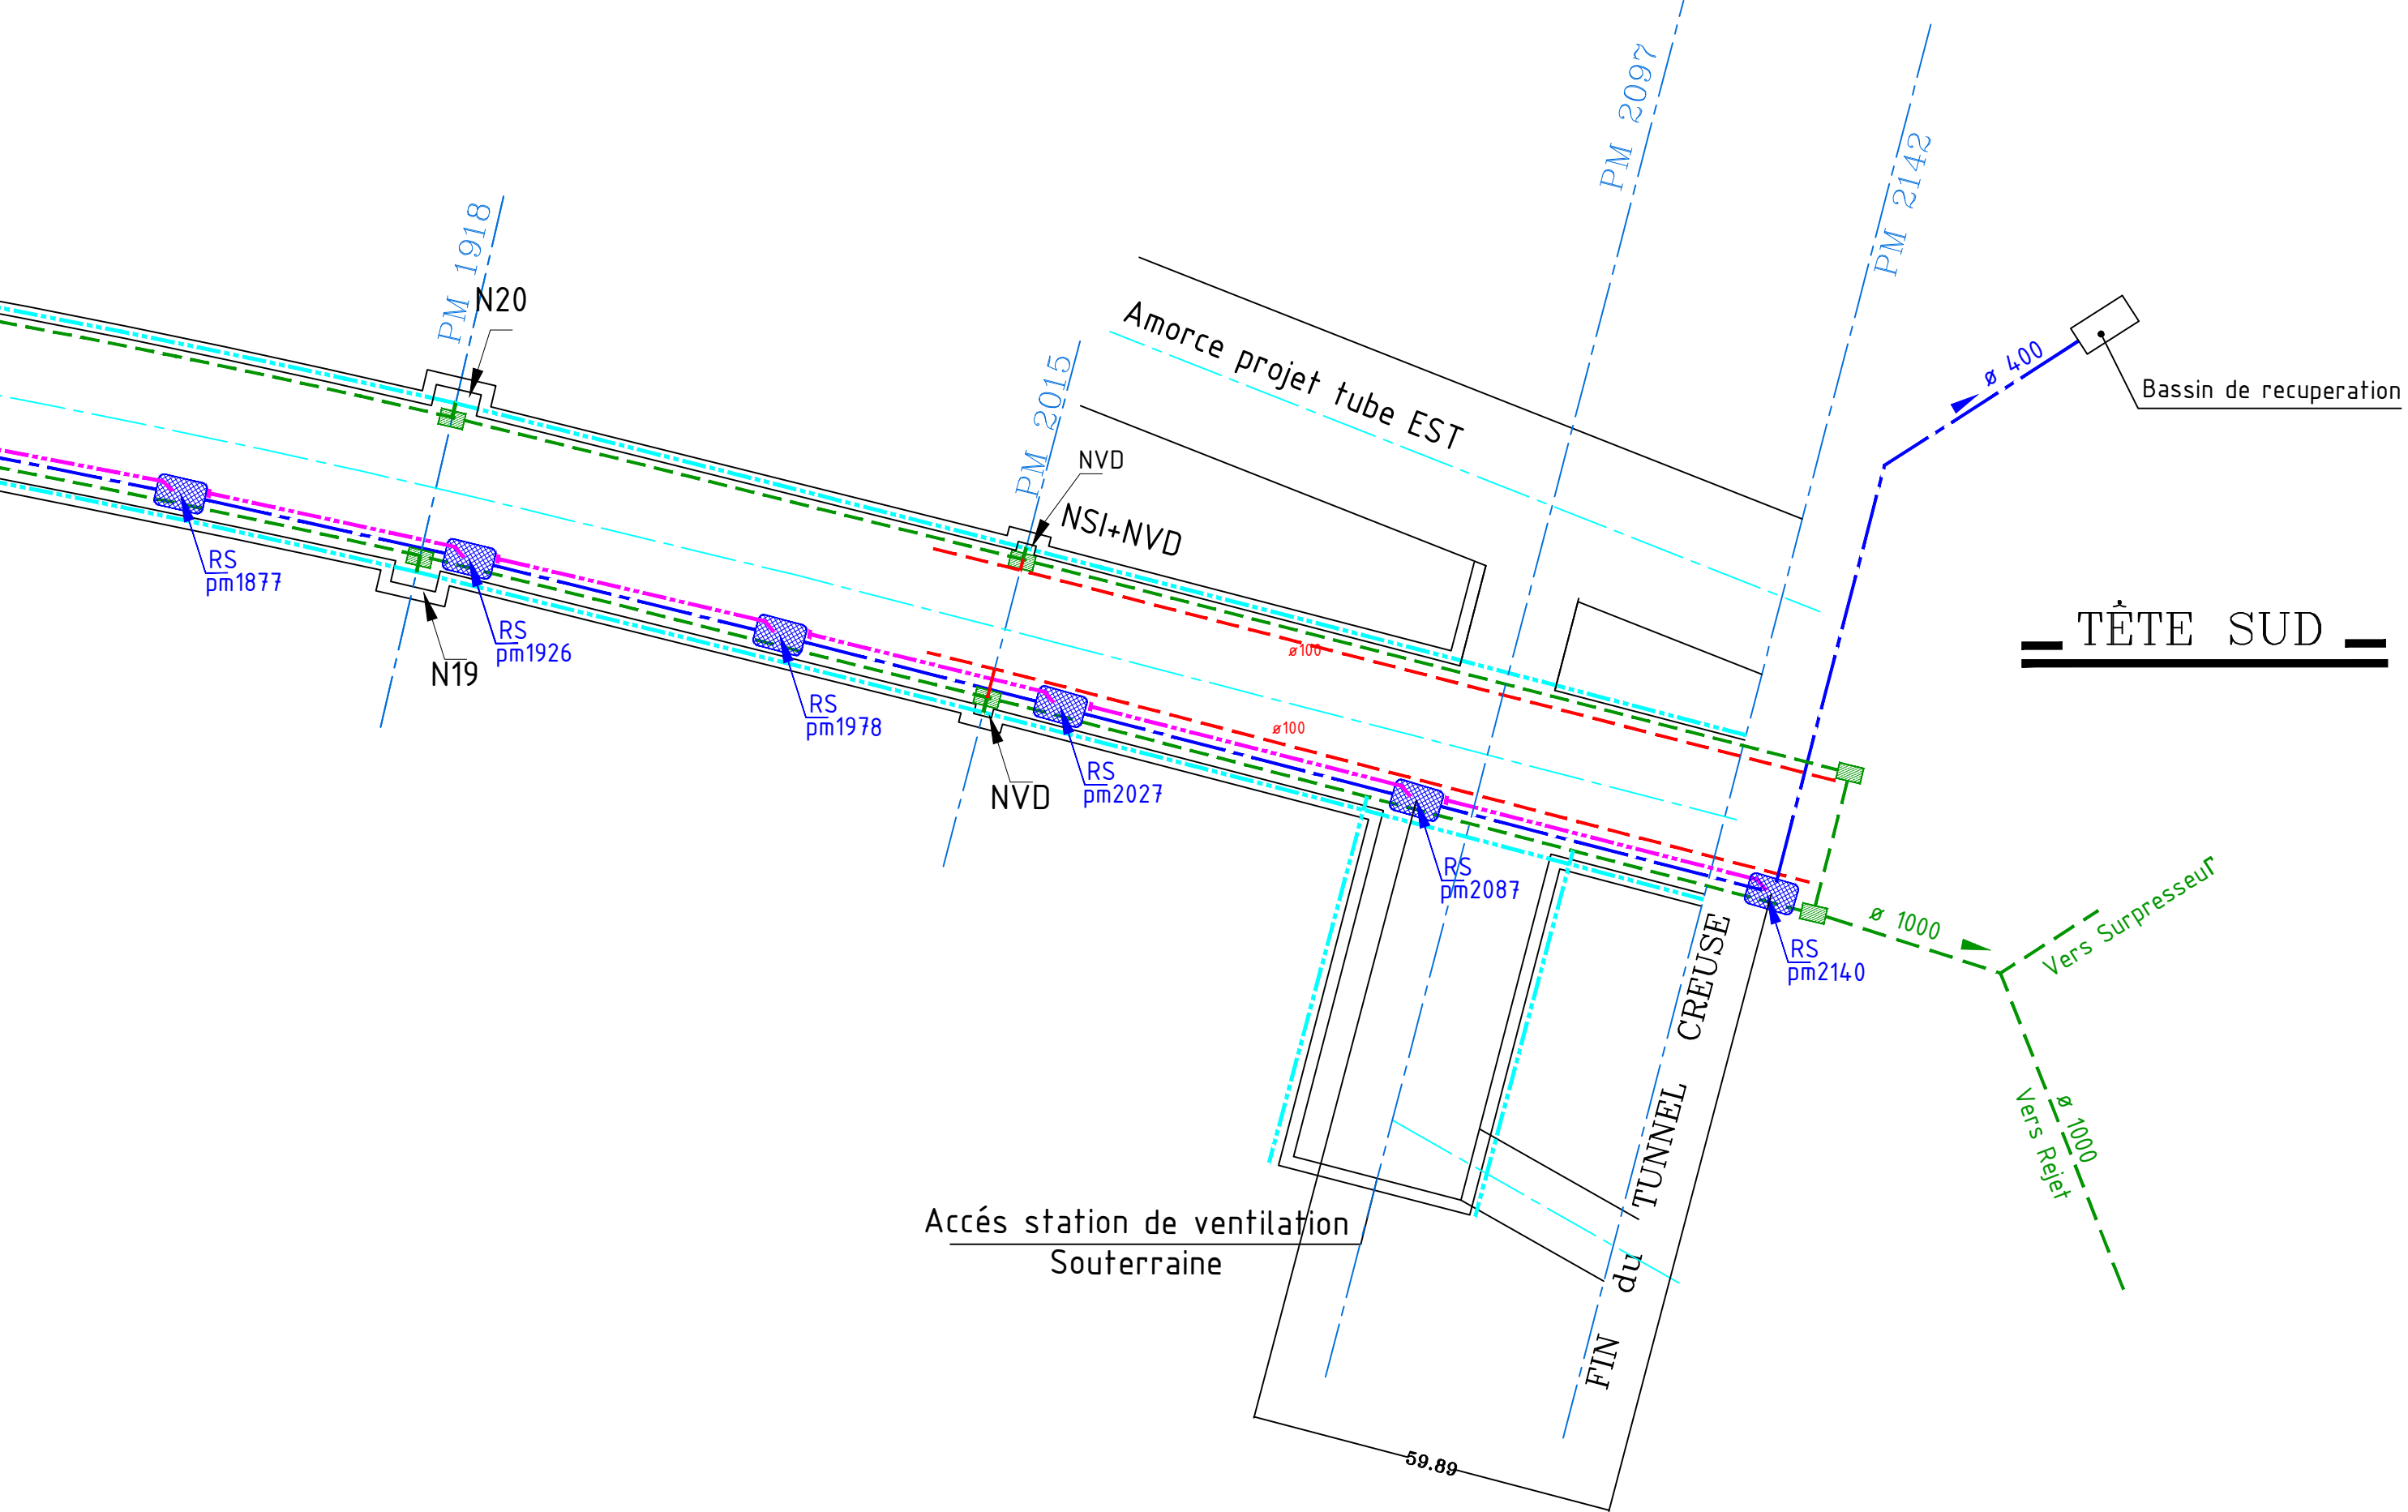 PM 1918
N20
PM 2015
NVD
NSI+NVD
Amorce projet tube EST
PM 2097
PM 2142
ø 400
Bassin de recuperation
TÊTE SUD
RS
pm1877
N19
RS
pm1926
RS
pm1978
NVD
RS
pm2027
ø100
ø100
RS
pm2087
RS
pm2140
ø 1000
Vers Surpresseur
ø 1000
Vers Rejet
FIN du TUNNEL CREUSE
Accés station de ventilation
Souterraine
59.89